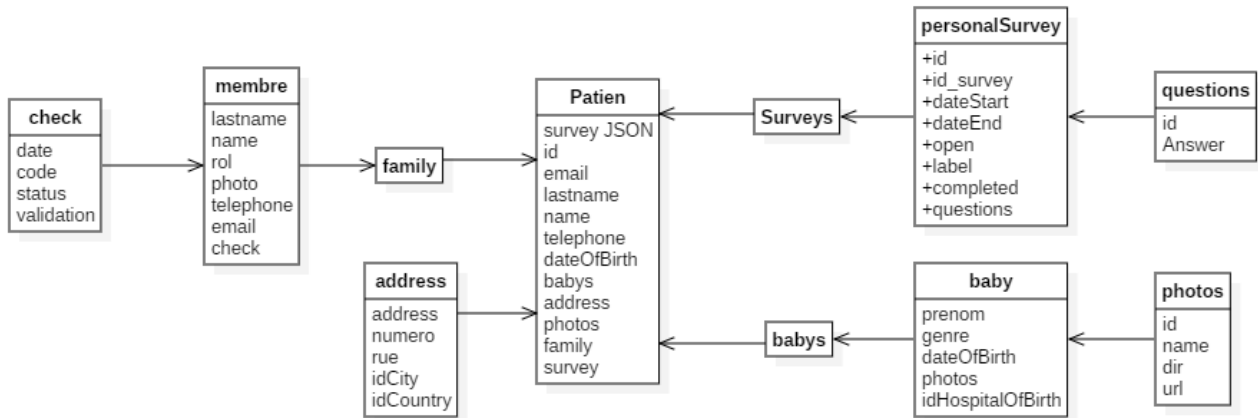 check
date
code
status
validation
membre
lastname
name
rol
photo
telephone
email
check
family
address
address
numero
rue
idCity
idCountry
Patien
survey JSON
id
email
lastname
name
telephone
dateOfBirth
babys
address
photos
family
survey
Surveys
personalSurvey
+id
+id_survey
+dateStart
+dateEnd
+open
+label
+completed
+questions
questions
id
Answer
babys
baby
prenom
genre
dateOfBirth
photos
idHospitalOfBirth
photos
id
name
dir
url